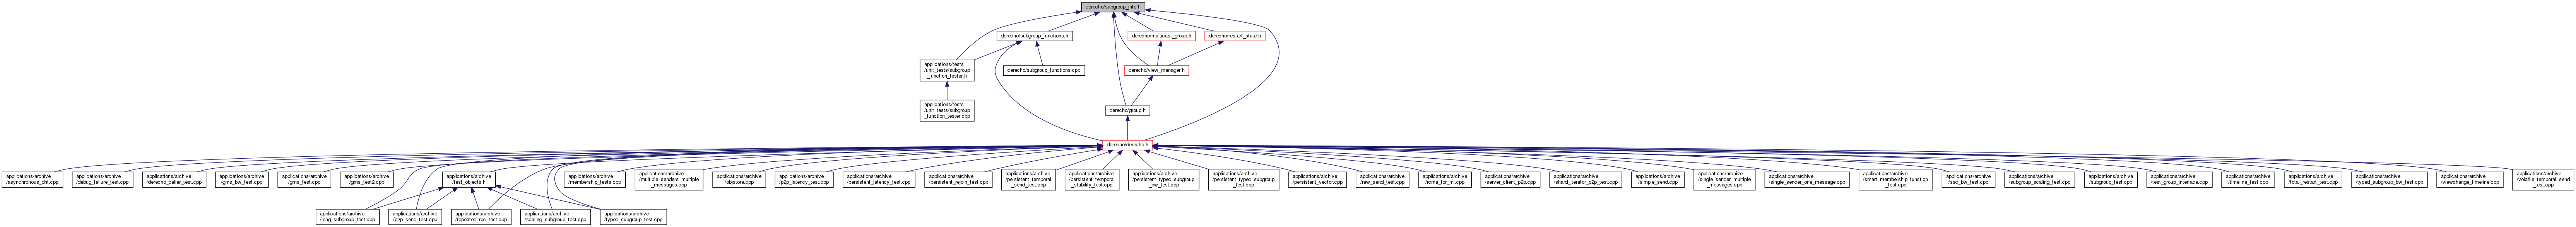 derecho/subgroup_info.h
derecho/subgroup_functions.h
derecho/multicast_group.h
derecho/restart_state.h
applications/tests
/unit_tests/subgroup
_function_tester.h
derecho/subgroup_functions.cpp
derecho/view_manager.h
applications/tests
/unit_tests/subgroup
_function_tester.cpp
derecho/group.h
derecho/derecho.h
applications/archive
/asynchronous_dht.cpp
applications/archive
/debug_failure_test.cpp
applications/archive
/derecho_caller_test.cpp
applications/archive
/gms_bw_test.cpp
applications/archive
/gms_test.cpp
applications/archive
/gms_test2.cpp
applications/archive
/test_objects.h
applications/archive
/membership_tests.cpp
applications/archive
/multiple_senders_multiple
_messages.cpp
applications/archive
/objstore.cpp
applications/archive
/p2p_latency_test.cpp
applications/archive
/persistent_latency_test.cpp
applications/archive
/persistent_rejoin_test.cpp
applications/archive
/persistent_temporal
_send_test.cpp
applications/archive
/persistent_temporal
_stability_test.cpp
applications/archive
/persistent_typed_subgroup
_bw_test.cpp
applications/archive
/persistent_typed_subgroup
_test.cpp
applications/archive
/persistent_vector.cpp
applications/archive
/raw_send_test.cpp
applications/archive
/rdma_for_ml.cpp
applications/archive
/server_client_p2p.cpp
applications/archive
/shard_iterator_p2p_test.cpp
applications/archive
/simple_send.cpp
applications/archive
/single_sender_multiple
_messages.cpp
applications/archive
/single_sender_one_message.cpp
applications/archive
/smart_membership_function
_test.cpp
applications/archive
/ssd_bw_test.cpp
applications/archive
/subgroup_scaling_test.cpp
applications/archive
/subgroup_test.cpp
applications/archive
/test_group_interface.cpp
applications/archive
/timeline_test.cpp
applications/archive
/total_restart_test.cpp
applications/archive
/typed_subgroup_bw_test.cpp
applications/archive
/viewchange_timeline.cpp
applications/archive
/volatile_temporal_send
_test.cpp
applications/archive
/long_subgroup_test.cpp
applications/archive
/p2p_send_test.cpp
applications/archive
/repeated_rpc_test.cpp
applications/archive
/scaling_subgroup_test.cpp
applications/archive
/typed_subgroup_test.cpp